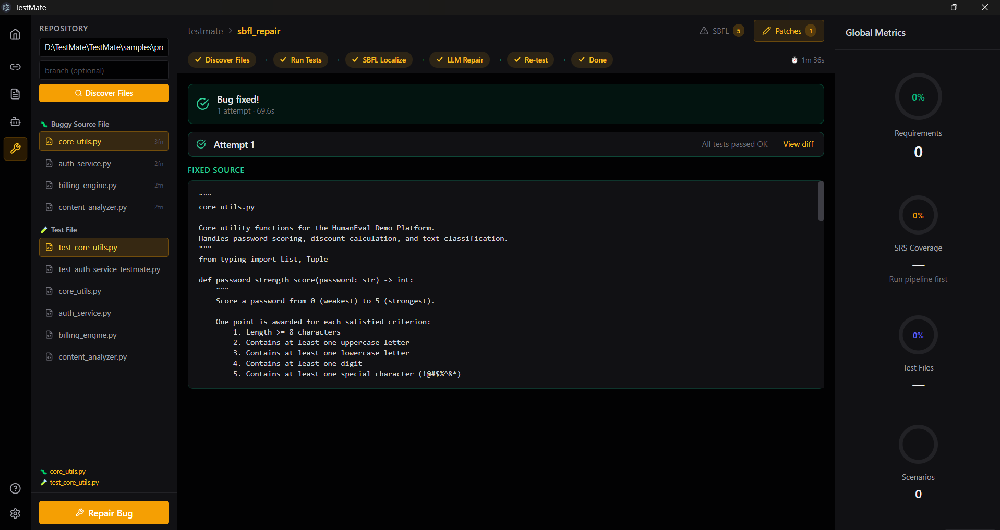 TestMate
REPOSITORY
D:\TestMate\TestMate\samples\prc
branch (optional)
Discover Files
Buggy Source File
core_utils.py 3fn
auth_service.py 2fn
billing_engine.py 2fn
content_analyzer.py 2fn
Test File
test_core_utils.py
test_auth_service_testmate.py
core_utils.py
auth_service.py
billing_engine.py
content_analyzer.py
core_utils.py
test_core_utils.py
Repair Bug
testmate > sbfl_repair
SBFL 5
Patches 1
Discover Files → Run Tests → SBFL Localize → LLM Repair → Re-test → Done
1m 36s
Bug fixed!
1 attempt · 69.6s
Attempt 1
All tests passed OK
View diff
FIXED SOURCE
"""
core_utils.py
=============
Core utility functions for the HumanEval Demo Platform.
Handles password scoring, discount calculation, and text classification.
"""
from typing import List, Tuple
def password_strength_score(password: str) -> int:
"""
Score a password from 0 (weakest) to 5 (strongest).
One point is awarded for each satisfied criterion:
1. Length >= 8 characters
2. Contains at least one uppercase letter
3. Contains at least one lowercase letter
4. Contains at least one digit
5. Contains at least one special character (!@#$%^&*)
Global Metrics
0%
Requirements
0
0%
SRS Coverage
—
Run pipeline first
0%
Test Files
—
Scenarios
0